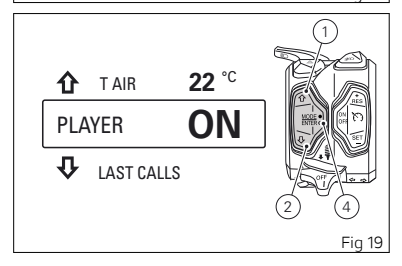 1
T AIR 22 °C
PLAYER ON
LAST CALLS
MODE
ENTER
RES
ON
OFF
SET
OFF
2
4
Fig 19